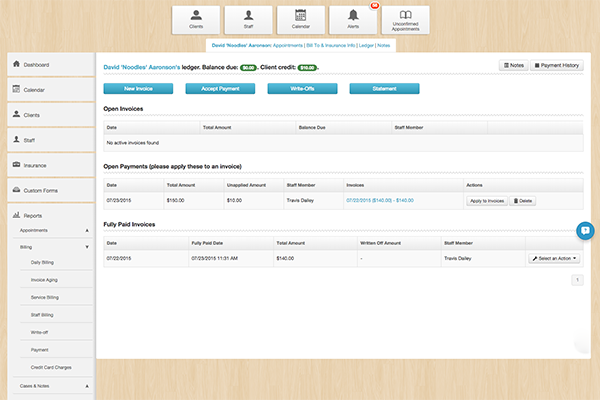 Clients
Staff
Calendar
Alerts
Unconfirmed
Appointments
David 'Noodles' Aaronson: Appointments | Bill To & Insurance Info | Ledger | Notes
Dashboard
Calendar
Clients
Staff
Insurance
Custom Forms
Reports
Appointments
Billing
Daily Billing
Invoice Aging
Service Billing
Staff Billing
Write-off
Payment
Credit Card Charges
Cases & Notes
David 'Noodles' Aaronson's ledger. Balance due: $0.00. Client credit: $10.00.
Notes
Payment History
New Invoice
Accept Payment
Write-Offs
Statement
Open Invoices
Date Total Amount Balance Due Staff Member
No active invoices found
Open Payments (please apply these to an invoice)
Date Total Amount Unapplied Amount Staff Member Invoices Actions
07/23/2015 $150.00 $10.00 Travis Dailey 07/22/2015 ($140.00) - $140.00 Apply to Invoices Delete
Fully Paid Invoices
Date Fully Paid Date Total Amount Written Off Amount Staff Member
07/22/2015 07/23/2015 11:31 AM $140.00 – Travis Dailey Select an Action
1